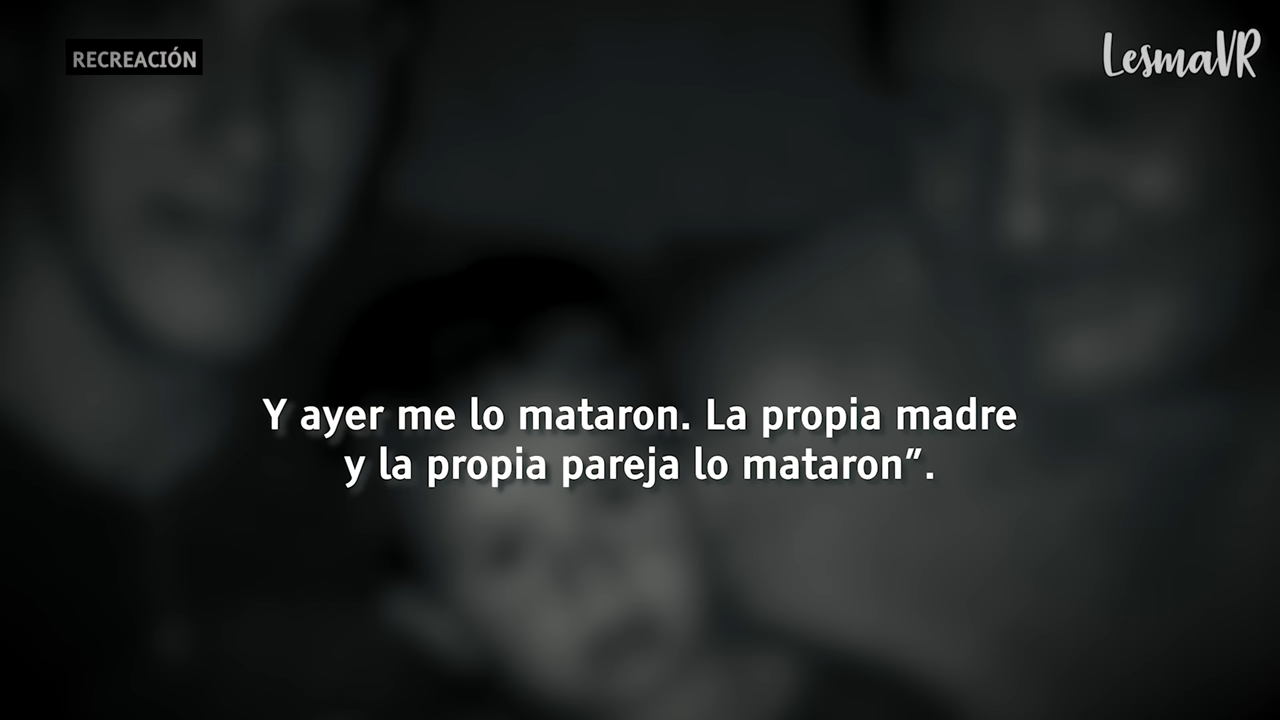 RECREACIÓN
LesmaVR
Y ayer me lo mataron. La propia madre
y la propia pareja lo mataron”.